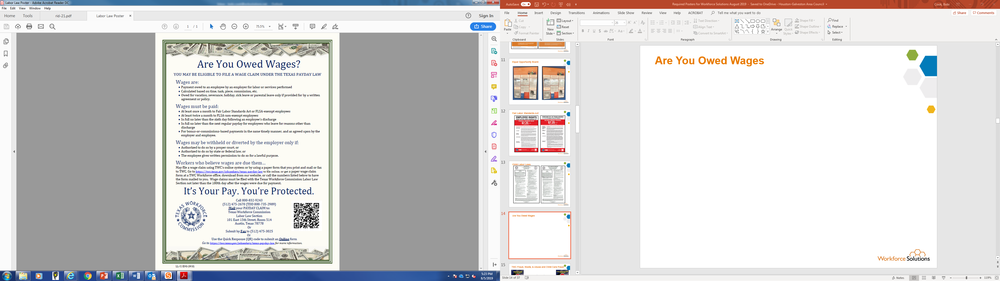 Labor Law Poster - Adobe Acrobat Reader DC
File Edit View Window Help
Home Tools rid-21.pdf Labor Law Poster × Sign In
1 / 1 75.5% Share
Are You Owed Wages?
YOU MAY BE ELIGIBLE TO FILE A WAGE CLAIM UNDER THE TEXAS PAYDAY LAW
Wages are:
• Payment owed to an employee by an employer for labor or services performed
• Calculated based on time, task, piece, commission, etc.
• Owed for vacation, severance, holiday, sick leave or parental leave only if provided for by a written
agreement or policy.
Wages must be paid:
• At least once a month to Fair Labor Standards Act or FLSA-exempt employees
• At least twice a month to FLSA-non-exempt employees
• In full no later than the sixth day following an employee's discharge
• In full no later than the next regular payday for employees who leave for reasons other than
discharge
• For bonus-or-commissions-based payments in the same timely manner, and as agreed upon by the
employer and employee.
Wages may be withheld or diverted by the employer only if:
• Authorized to do so by a proper court, or
• Authorized to do so by state or federal law, or
• The employee gives written permission to do so for a lawful purpose.
Workers who believe wages are due them...
May file a wage claim using TWC's online system or by using a paper form that you print and mail or fax
to TWC. Go to https://twc.texas.gov/jobseekers/texas-payday-law to file online, or get a paper wage claim
form at a TWC Workforce office, download from our website, or call the numbers listed below to have
the form mailed to you. Wage claims must be filed with the Texas Workforce Commission Labor Law
Section not later than the 180th day after the wages were due for payment.
It's Your Pay. You're Protected.
TEXAS WORKFORCE COMMISSION
Call 800-832-9243
(512) 475-2670 (TDD 800-735-2989)
Mail your PAYDAY CLAIM to:
Texas Workforce Commission
Labor Law Section
101 East 15th Street, Room 514
Austin, Texas 78778
Or
Submit by Fax to (512) 475-3025
Or
Use the Quick Response (QR) code to submit an Online form
Go to https://twc.texas.gov/jobseekers/texas-payday-law for more information.
LL-52 ENG (0918)
5:23 PM
8/5/2019
AutoSave On Required Posters for Workforce Solutions August 2019 - Saved to OneDrive - Houston-Galveston Area Council Cook, Bobi
File Home Insert Design Transitions Animations Slide Show Review View Help ACROBAT Tell me what you want to do Share Comments
Paste Cut Copy Format Painter Clipboard
New Slide Layout Reset Section Slides
26 Font
Text Direction Align Text Convert to SmartArt Paragraph
Arrange Quick Styles Shape Fill Shape Outline Shape Effects Drawing
Find Replace Select Editing
11 Equal Opportunity Board
12 Fair Labor Standards Act
EMPLOYEE RIGHTS
$7.25
DERECHOS DE LOS TRABAJADORES
$7.25
13 Child Labor Laws
14 Are You Owed Wages
15 TWC Fraud, Waste, & Abuse and Child Care Fraud
Are You Owed Wages
Workforce Solutions
Slide 14 of 37 Notes 119%